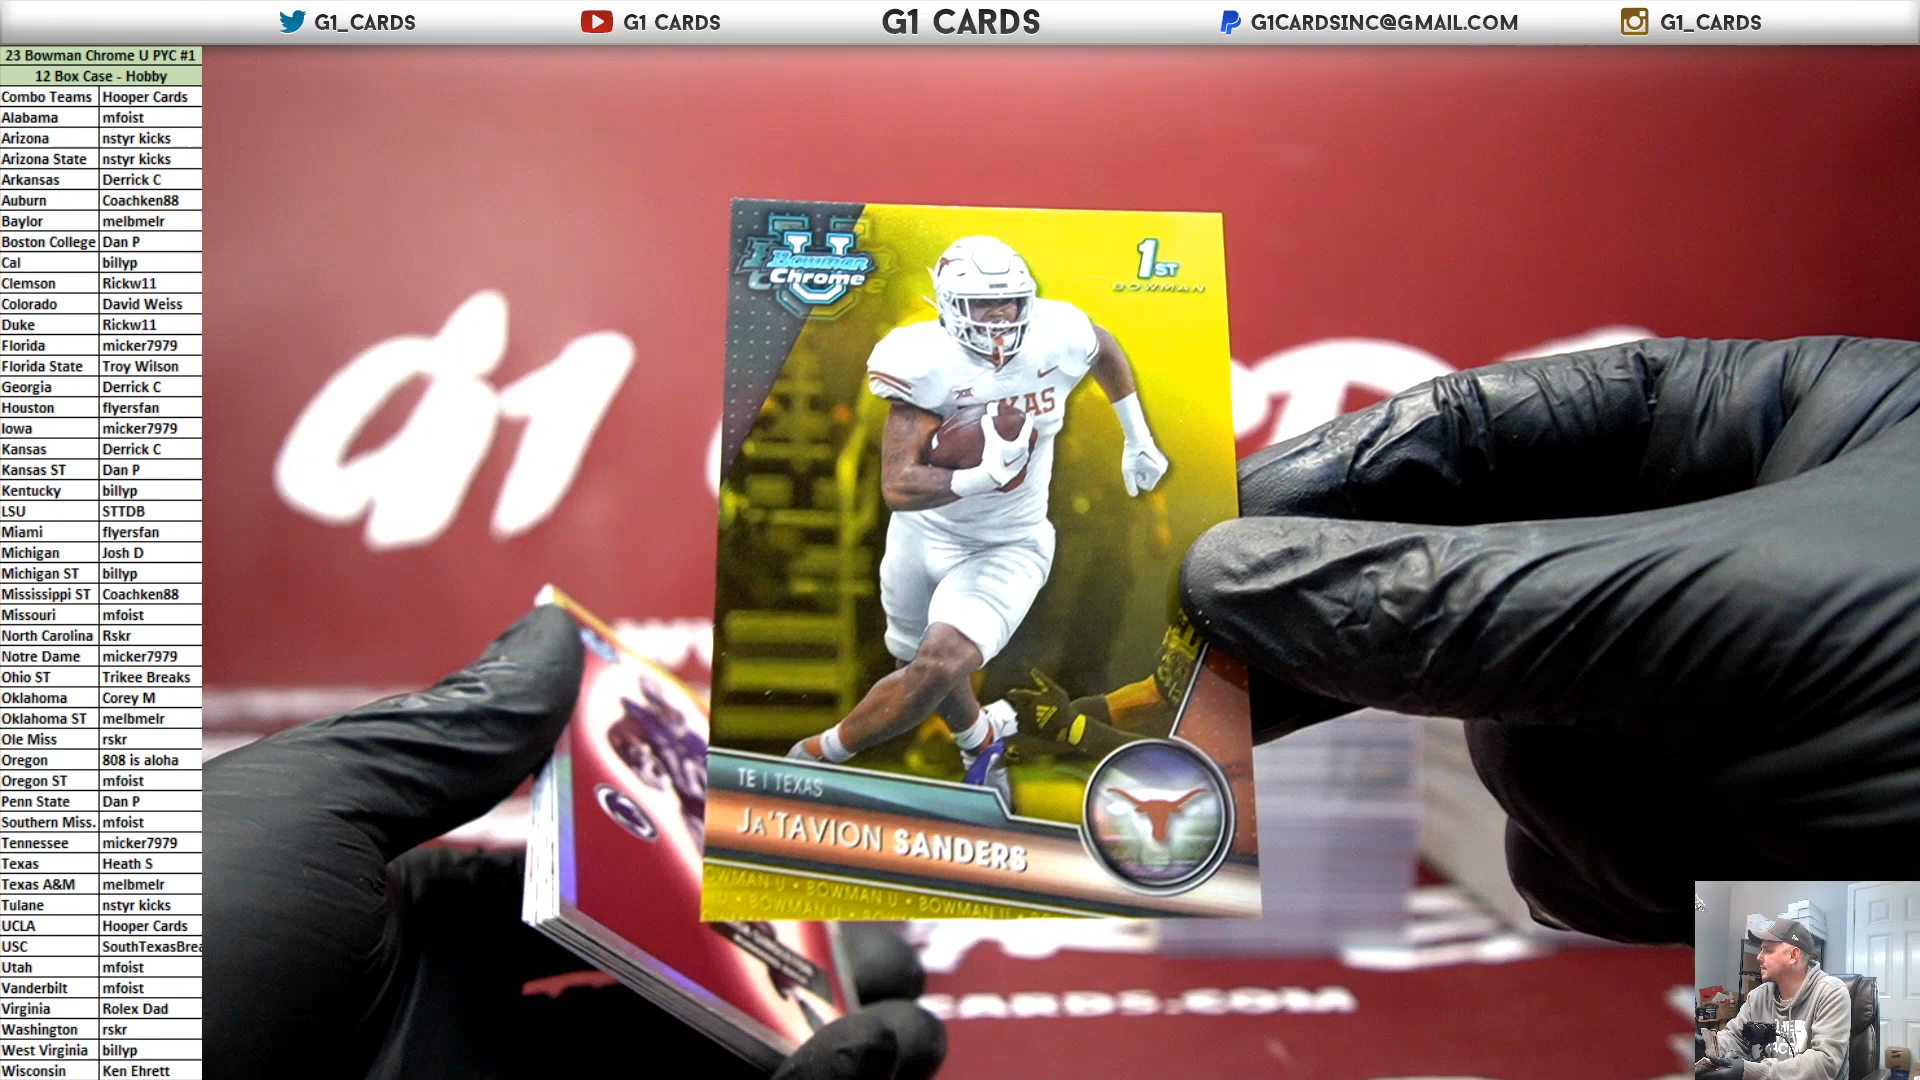 G1_CARDS
G1 CARDS
G1 CARDS
G1CARDSINC@GMAIL.COM
G1_CARDS
23 Bowman Chrome U PYC #1
12 Box Case - Hobby
Combo Teams Hooper Cards
Alabama mfoist
Arizona nstyr kicks
Arizona State nstyr kicks
Arkansas Derrick C
Auburn Coachken88
Baylor melbmelr
Boston College Dan P
Cal billyp
Clemson Rickw11
Colorado David Weiss
Duke Rickw11
Florida micker7979
Florida State Troy Wilson
Georgia Derrick C
Houston flyersfan
Iowa micker7979
Kansas Derrick C
Kansas ST Dan P
Kentucky billyp
LSU STTDB
Miami flyersfan
Michigan Josh D
Michigan ST billyp
Mississippi ST Coachken88
Missouri mfoist
North Carolina Rskr
Notre Dame micker7979
Ohio ST Trikee Breaks
Oklahoma Corey M
Oklahoma ST melbmelr
Ole Miss rskr
Oregon 808 is aloha
Oregon ST mfoist
Penn State Dan P
Southern Miss. mfoist
Tennessee micker7979
Texas Heath S
Texas A&M melbmelr
Tulane nstyr kicks
UCLA Hooper Cards
USC SouthTexasBrea
Utah mfoist
Vanderbilt mfoist
Virginia Rolex Dad
Washington rskr
West Virginia billyp
Wisconsin Ken Ehrett
U
Bowman
Chrome
1ST
BOWMAN
TE | TEXAS
JA'TAVION SANDERS
OWMAN U • BOWMAN U • BOWMAN U
U • BOWMAN U
G1
CARDS.COM